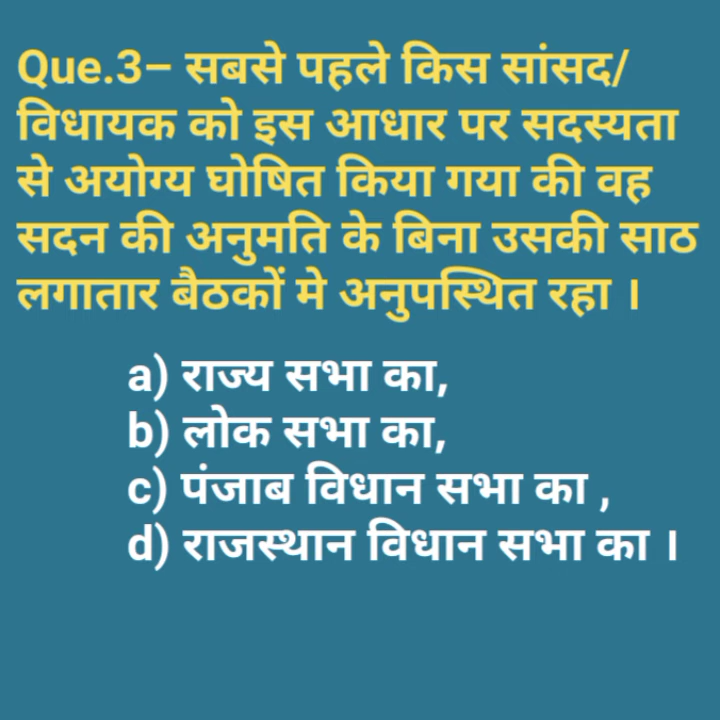 Que.3– सबसे पहले किस सांसद/
विधायक को इस आधार पर सदस्यता
से अयोग्य घोषित किया गया की वह
सदन की अनुमति के बिना उसकी साठ
लगातार बैठकों मे अनुपस्थित रहा ।
a) राज्य सभा का,
b) लोक सभा का,
c) पंजाब विधान सभा का ,
d) राजस्थान विधान सभा का ।